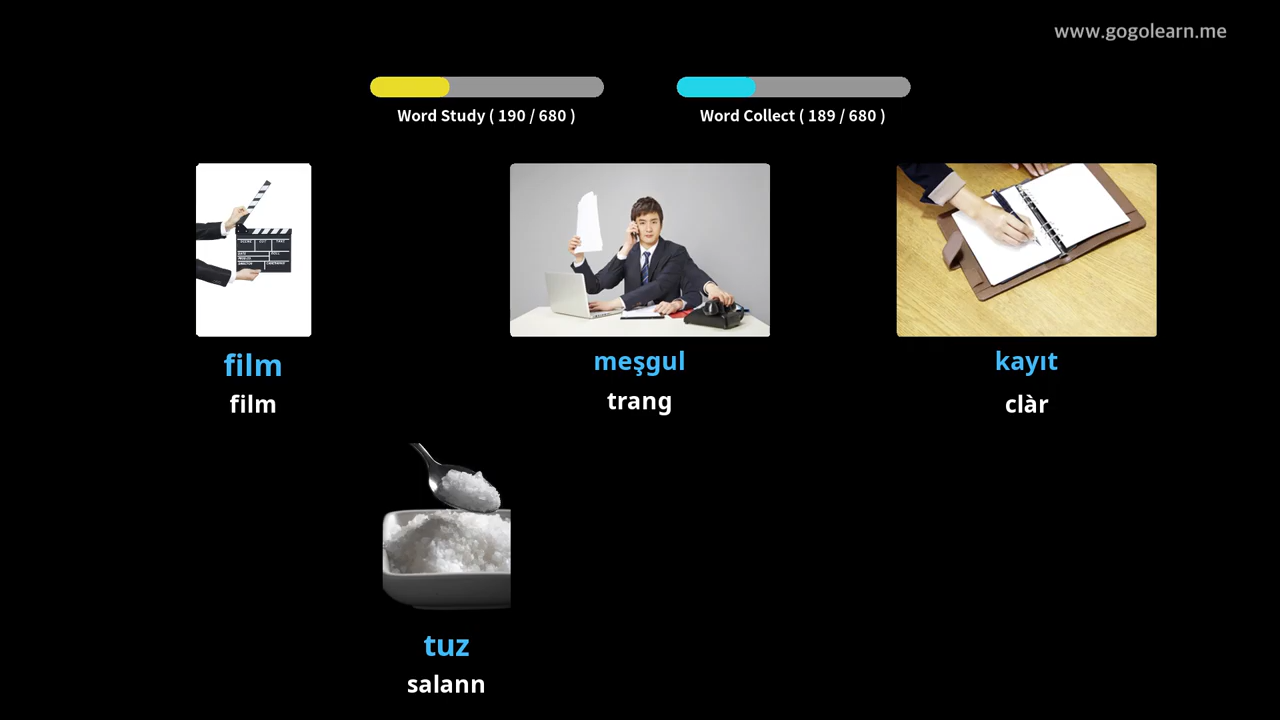 www.gogolearn.me
Word Study ( 190 / 680 )
Word Collect ( 189 / 680 )
film
film
meşgul
trang
kayıt
clàr
tuz
salann